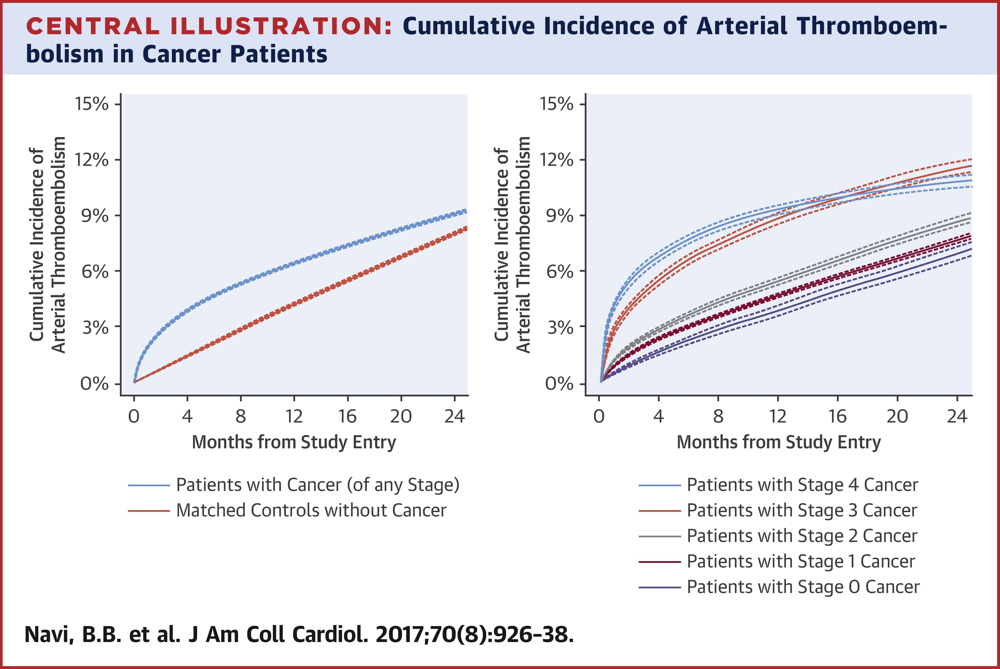 CENTRAL ILLUSTRATION: Cumulative Incidence of Arterial Thromboem-
bolism in Cancer Patients
Cumulative Incidence of
Arterial Thromboembolism
15%
12%
9%
6%
3%
0%
0 4 8 12 16 20 24
Months from Study Entry
Patients with Cancer (of any Stage)
Matched Controls without Cancer
Cumulative Incidence of
Arterial Thromboembolism
15%
12%
9%
6%
3%
0%
0 4 8 12 16 20 24
Months from Study Entry
Patients with Stage 4 Cancer
Patients with Stage 3 Cancer
Patients with Stage 2 Cancer
Patients with Stage 1 Cancer
Patients with Stage 0 Cancer
Navi, B.B. et al. J Am Coll Cardiol. 2017;70(8):926–38.